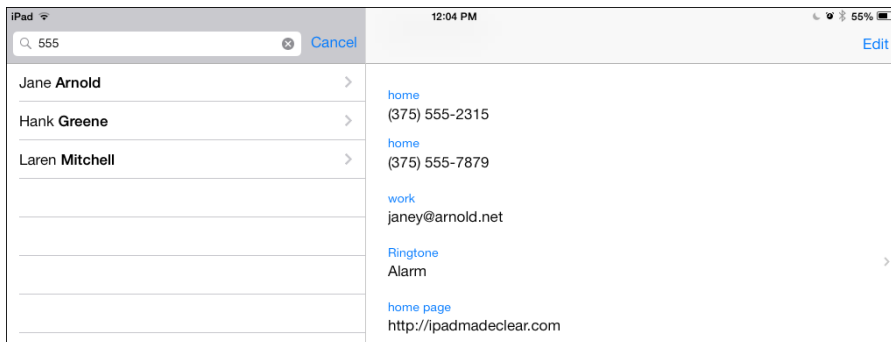 iPad 12:04 PM 55%
555 Cancel Edit
Jane Arnold
Hank Greene
Laren Mitchell
home
(375) 555-2315
home
(375) 555-7879
work
janey@arnold.net
Ringtone
Alarm
home page
http://ipadmadeclear.com